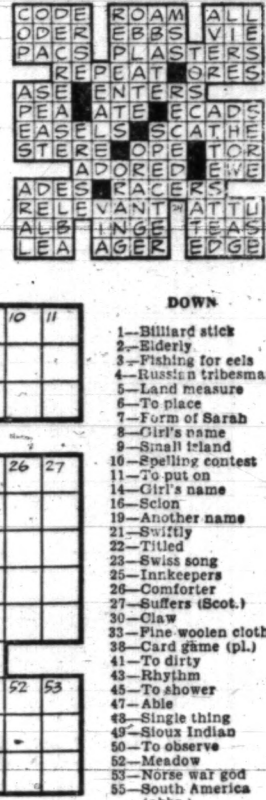 CODE ROAM ALL
ODER EBBS VIE
PACS PLASTERS
REPEAT ORES
ASE ENTERS
PEA ATE ECADS
EASELS SCATHE
STERE OPE TOR
ADORED EVE
ADES RACERS
RELEVANT ATTU
ALB INGE TEAS
LEA AGER EDGE
10 11
26 27
52 53
DOWN
1—Billiard stick
2—Elderly
3—Fishing for eels
4—Russian tribesma
5—Land measure
6—To place
7—Form of Sarah
8—Girl's name
9—Small island
10—Spelling contest
11—To put on
14—Girl's name
16—Scion
19—Another name
21—Swiftly
22—Titled
23—Swiss song
25—Innkeepers
26—Comforter
27—Suffers (Scot.)
30—Claw
33—Fine woolen cloth
38—Card game (pl.)
41—To dirty
43—Rhythm
45—To shower
47—Able
48—Single thing
49—Sioux Indian
50—To observe
52—Meadow
53—Norse war god
55—South America